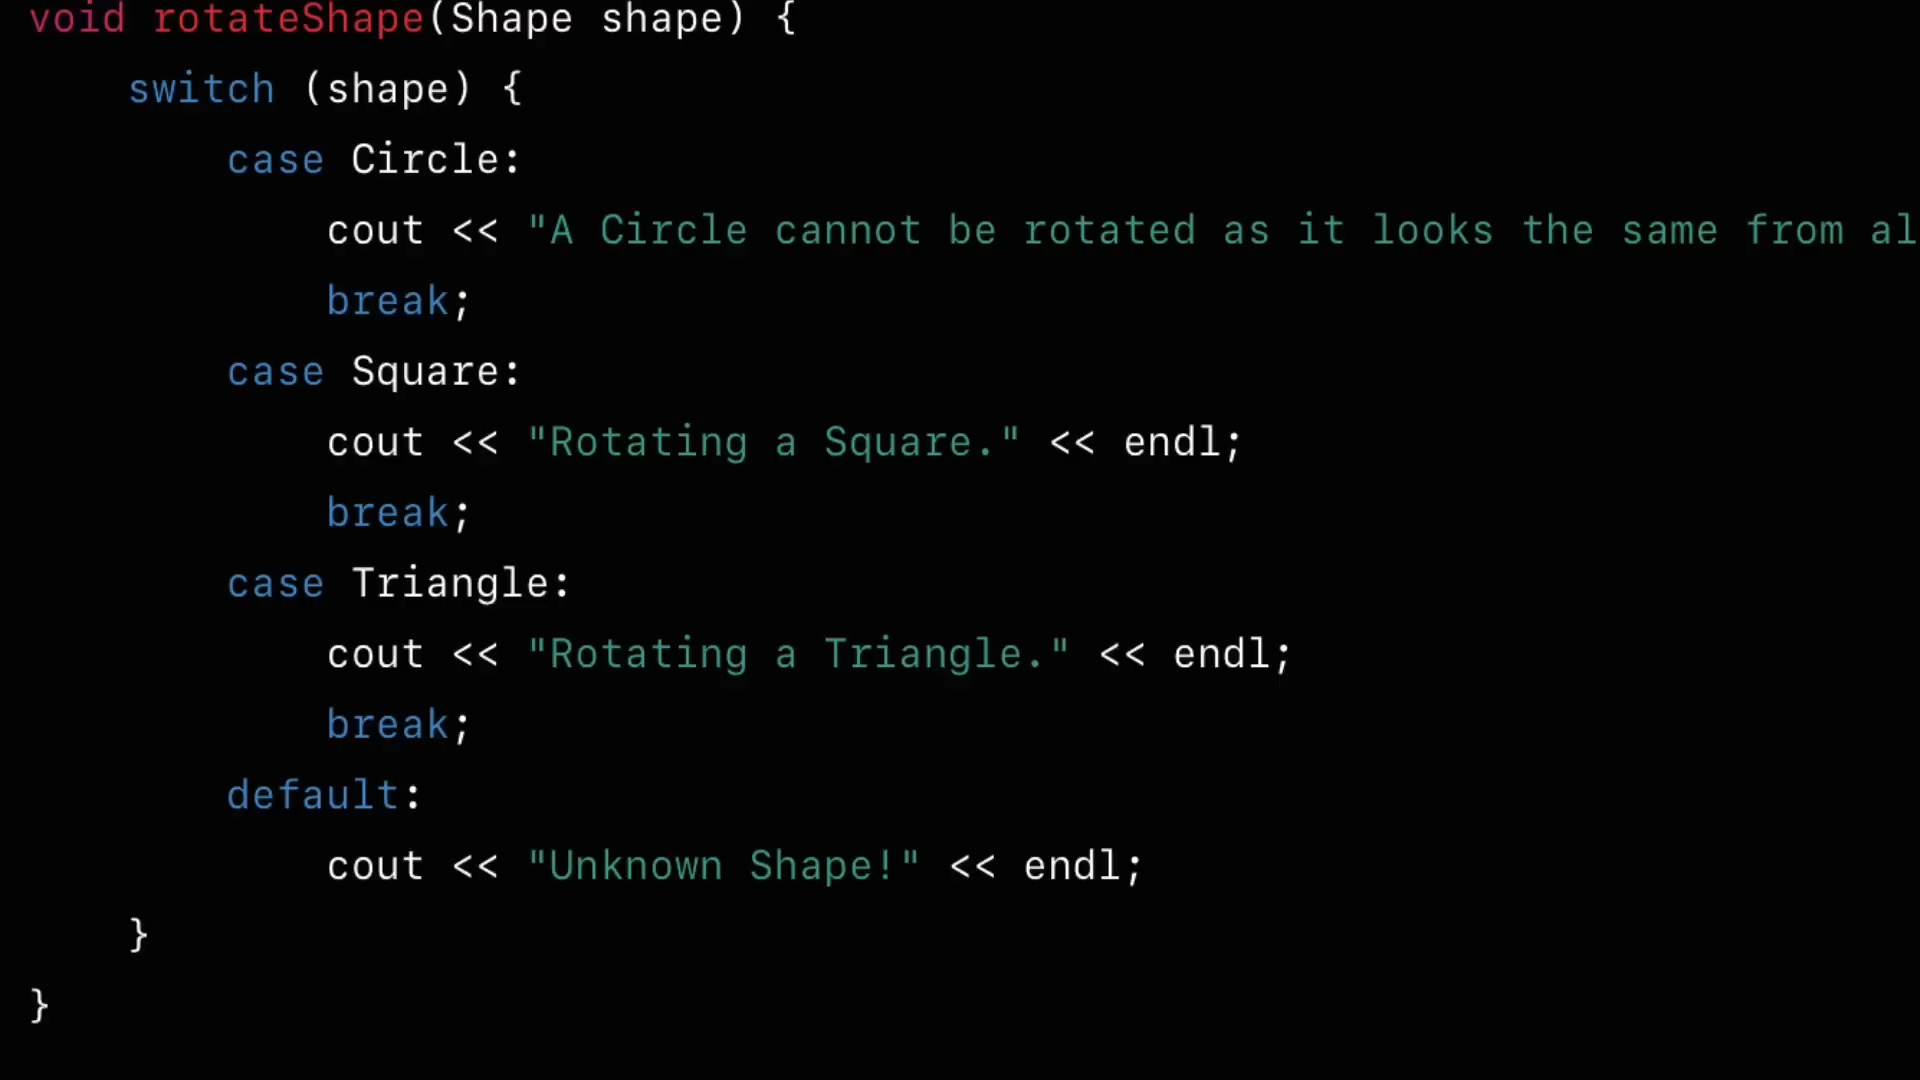 void rotateShape(Shape shape) {
switch (shape) {
case Circle:
cout << "A Circle cannot be rotated as it looks the same from al
break;
case Square:
cout << "Rotating a Square." << endl;
break;
case Triangle:
cout << "Rotating a Triangle." << endl;
break;
default:
cout << "Unknown Shape!" << endl;
}
}